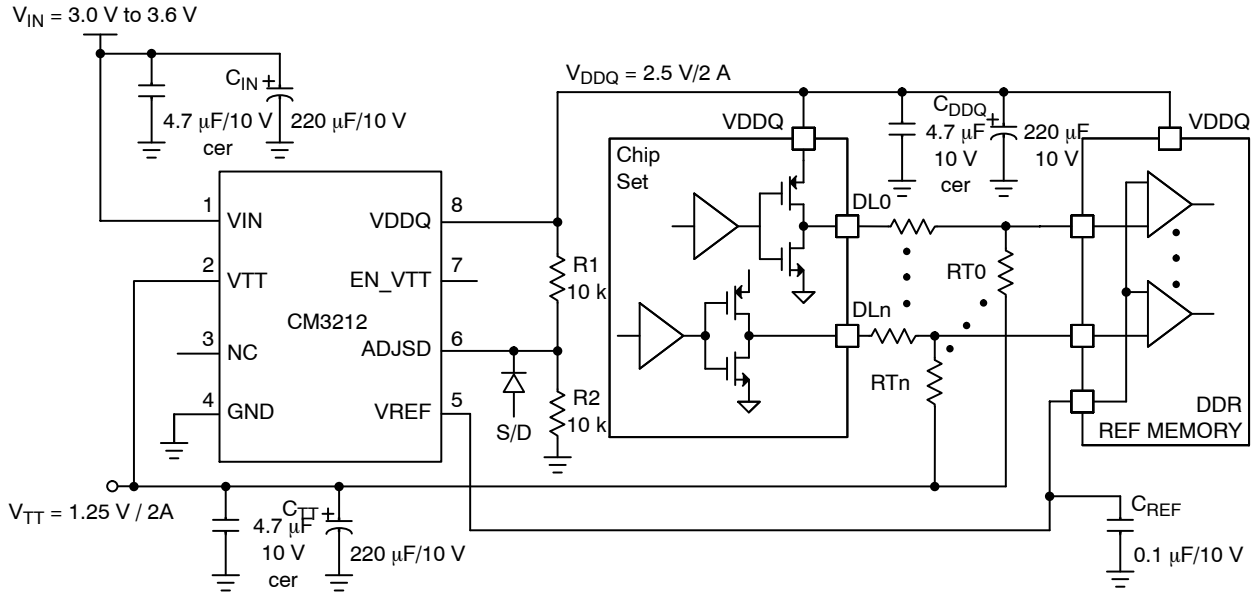 VIN = 3.0 V to 3.6 V
CIN +
4.7 μF/10 V
cer
220 μF/10 V
VDDQ = 2.5 V/2 A
VDDQ
Chip
Set
CDDQ +
4.7 μF
10 V
cer
220 μF
10 V
VDDQ
1
VIN
2
VTT
3
NC
4
GND
CM3212
VDDQ
8
EN_VTT
7
ADJSD
6
VREF
5
R1
10 k
R2
10 k
S/D
DL0
DLn
RT0
RTn
DDR
REF MEMORY
VTT = 1.25 V / 2A
CTT +
4.7 μF
10 V
cer
220 μF/10 V
CREF
0.1 μF/10 V